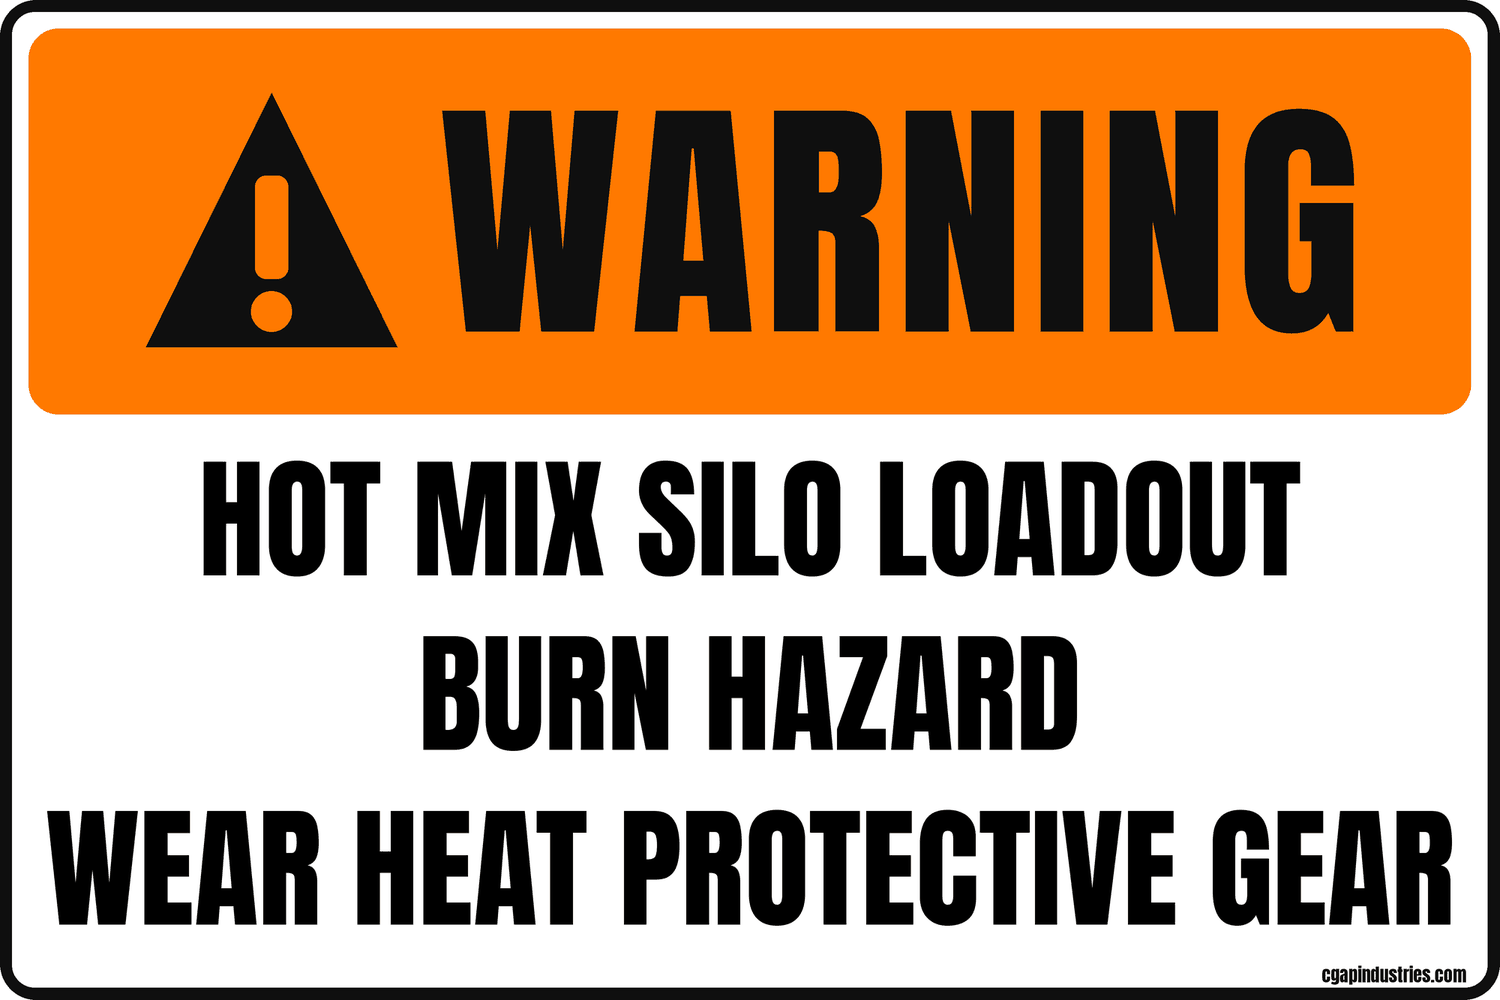 WARNING
HOT MIX SILO LOADOUT
BURN HAZARD
WEAR HEAT PROTECTIVE GEAR
cgapindustries.com